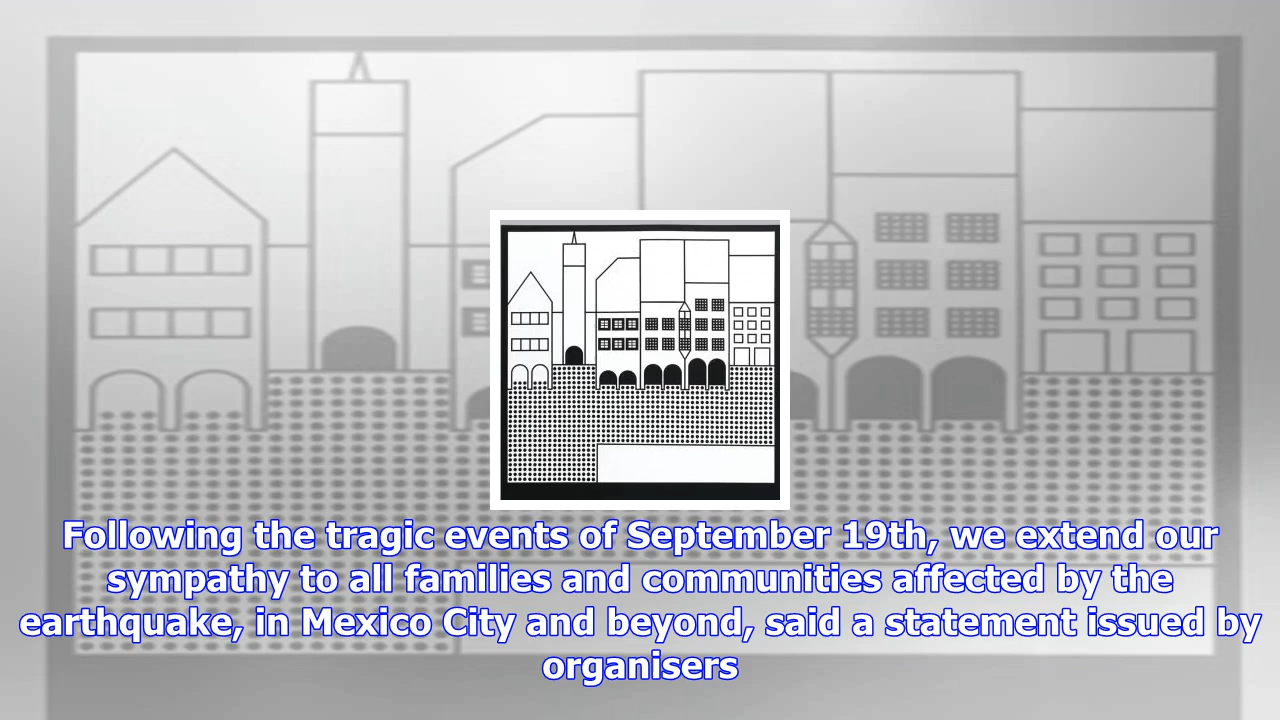 Following the tragic events of September 19th, we extend our
sympathy to all families and communities affected by the
earthquake, in Mexico City and beyond, said a statement issued by
organisers